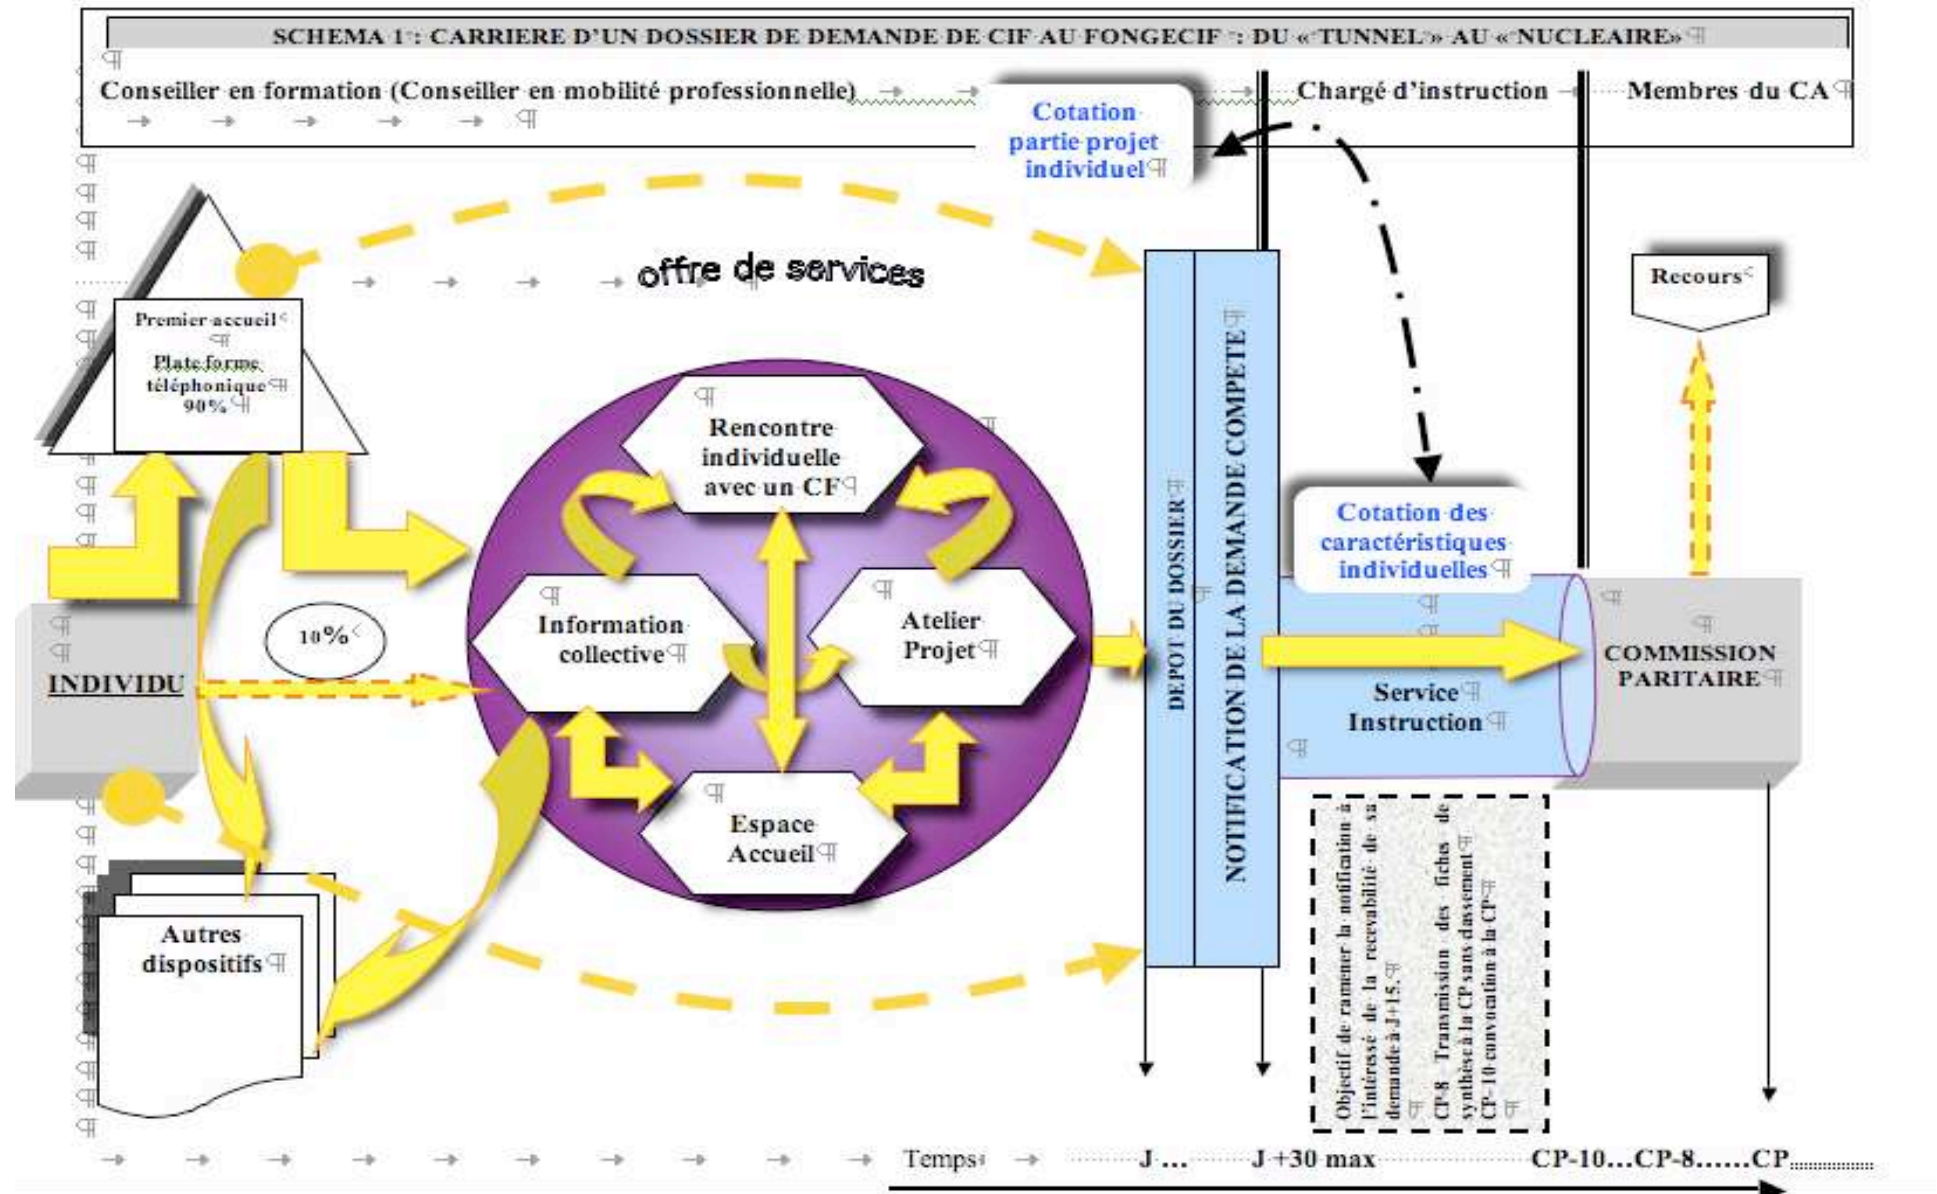 SCHEMA 1 : CARRIERE D'UN DOSSIER DE DEMANDE DE CIF AU FONGECIF : DU « TUNNEL » AU « NUCLEAIRE »
Conseiller en formation (Conseiller en mobilité professionnelle)
Chargé d'instruction
Membres du CA
Cotation
partie projet
individuel
offre de services
Recours
Premier accueil
Plate forme
téléphonique
90%
Rencontre
individuelle
avec un CF
Information
collective
Atelier
Projet
Espace
Accueil
10%
INDIVIDU
Autres
dispositifs
DEPOT DU DOSSIER
NOTIFICATION DE LA DEMANDE COMPETE
Cotation des
caractéristiques
individuelles
Service
Instruction
COMMISSION
PARITAIRE
Objectif de ramener la notification à
l'intéressé de la recevabilité de sa
demande à J+15.
CP-8 Transmission des fiches de
synthèse à la CP sans classement
CP-10 convocation à la CP
Temps
J ...
J +30 max
CP-10...CP-8......CP